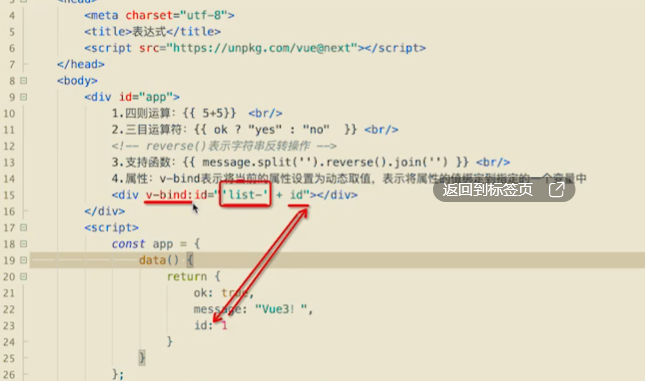 3 <head>
4 <meta charset="utf-8">
5 <title>表达式</title>
6 <script src="https://unpkg.com/vue@next"></script>
7 </head>
8 <body>
9 <div id="app">
10 1.四则运算: {{ 5+5}} <br/>
11 2.三目运算符: {{ ok ? "yes" : "no" }} <br/>
12 <!-- reverse()表示字符串反转操作 -->
13 3.支持函数: {{ message.split('').reverse().join('') }} <br/>
14 4.属性: v-bind表示将当前的属性设置为动态取值, 表示将属性的值绑定到指定的一个变量中
返回到标签页
15 <div v-bind:id="'list-' + id"></div>
16 </div>
17 <script>
18 const app = {
19 data() {
20 return {
21 ok: true,
22 message: "Vue3! ",
23 id: 1
24 }
25 }
26 };